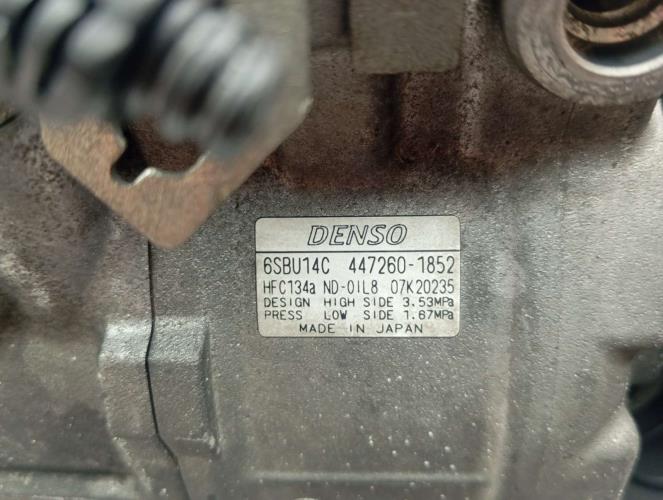 DENSO
6SBU14C 447260-1852
HFC134a ND-OIL8 07K20235
DESIGN HIGH SIDE 3.53MPa
PRESS LOW SIDE 1.67MPa
MADE IN JAPAN